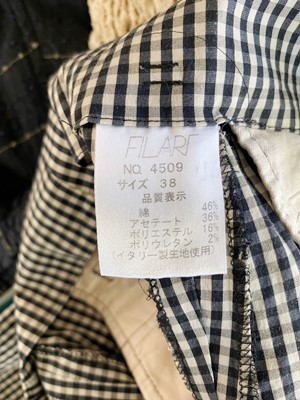 FILARF
NO. 4509
サイズ 38
品質表示
綿 46%
アセテート 36%
ポリエステル 16%
ポリウレタン 2%
(イタリー製生地使用)